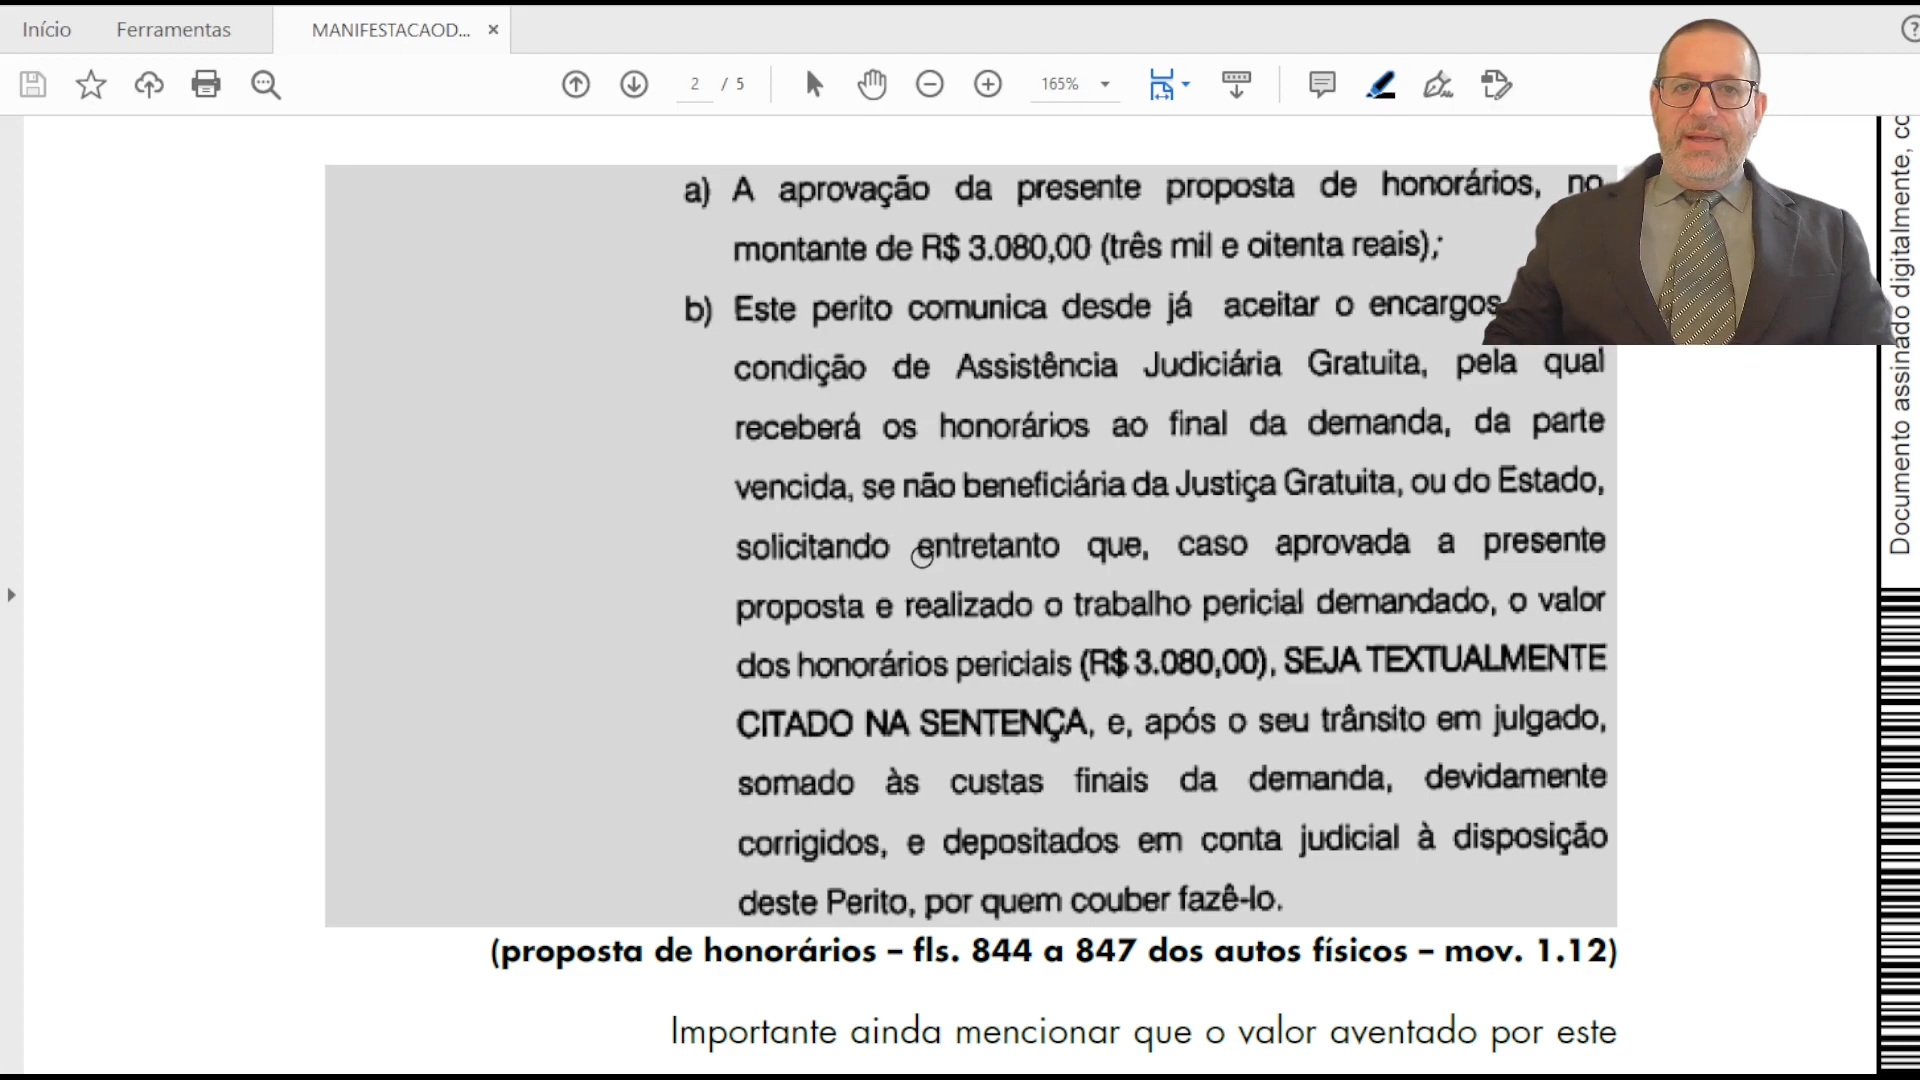 Início
Ferramentas
MANIFESTACAOD... ×
2 / 5
165%
a) A aprovação da presente proposta de honorários, no
montante de R$ 3.080,00 (três mil e oitenta reais);
b) Este perito comunica desde já aceitar o encargos
condição de Assistência Judiciária Gratuita, pela qual
receberá os honorários ao final da demanda, da parte
vencida, se não beneficiária da Justiça Gratuita, ou do Estado,
solicitando entretanto que, caso aprovada a presente
proposta e realizado o trabalho pericial demandado, o valor
dos honorários periciais (R$ 3.080,00), SEJA TEXTUALMENTE
CITADO NA SENTENÇA, e, após o seu trânsito em julgado,
somado às custas finais da demanda, devidamente
corrigidos, e depositados em conta judicial à disposição
deste Perito, por quem couber fazê-lo.
(proposta de honorários – fls. 844 a 847 dos autos físicos – mov. 1.12)
Importante ainda mencionar que o valor aventado por este
Documento assinado digitalmente, co